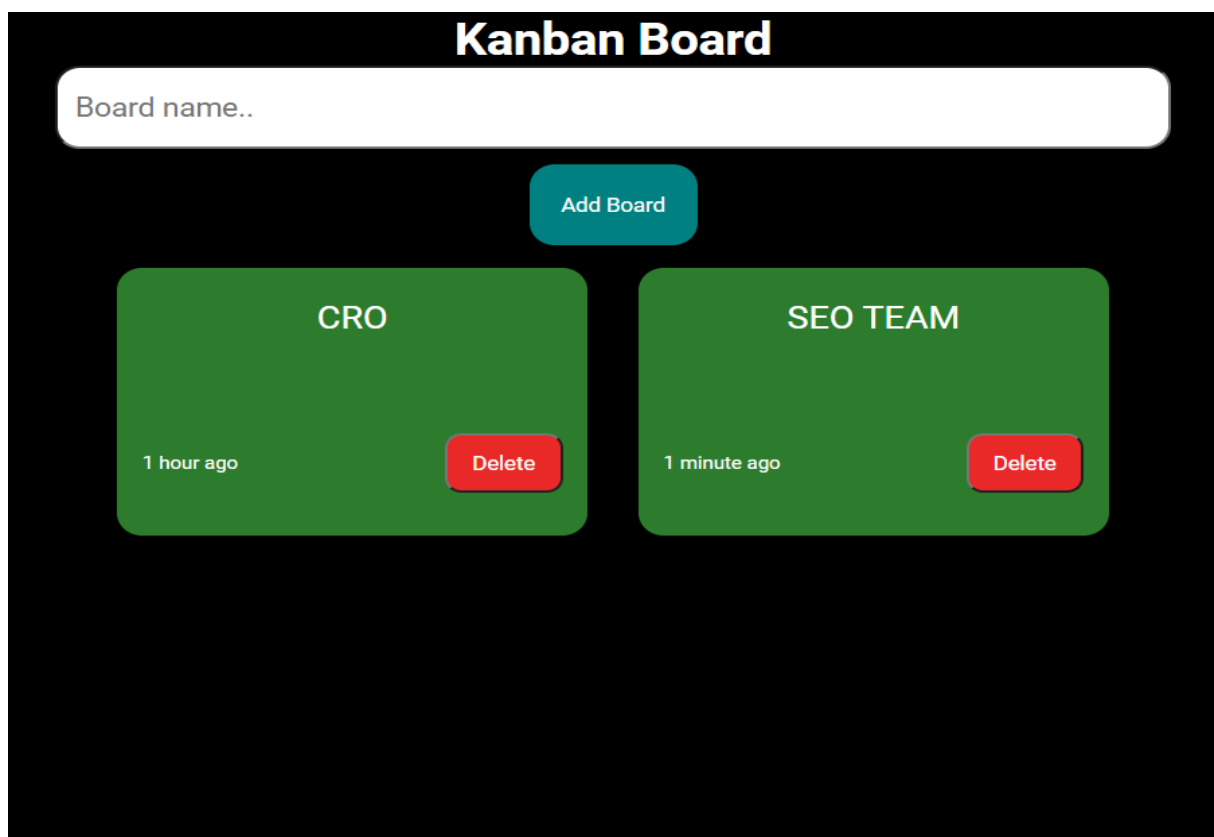 Kanban Board
Board name..
Add Board
CRO
SEO TEAM
1 hour ago
Delete
1 minute ago
Delete